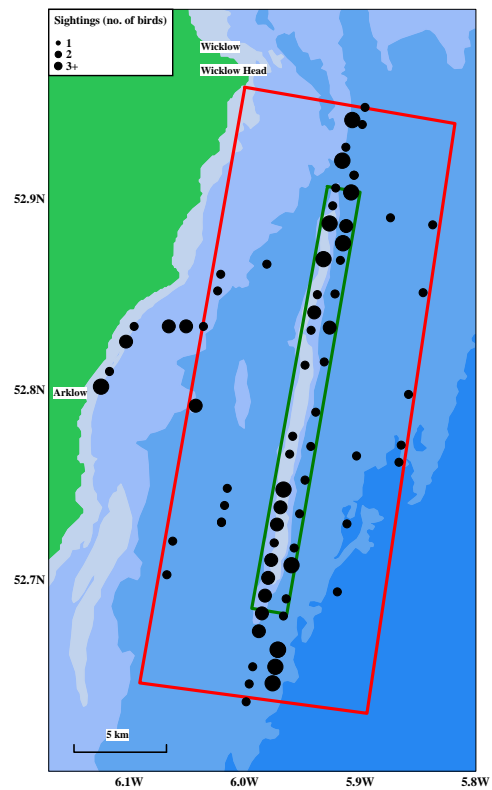 Sightings (no. of birds)
1
2
3+
Wicklow
Wicklow Head
52.9N
52.8N
Arklow
52.7N
5 km
6.1W 6.0W 5.9W 5.8W